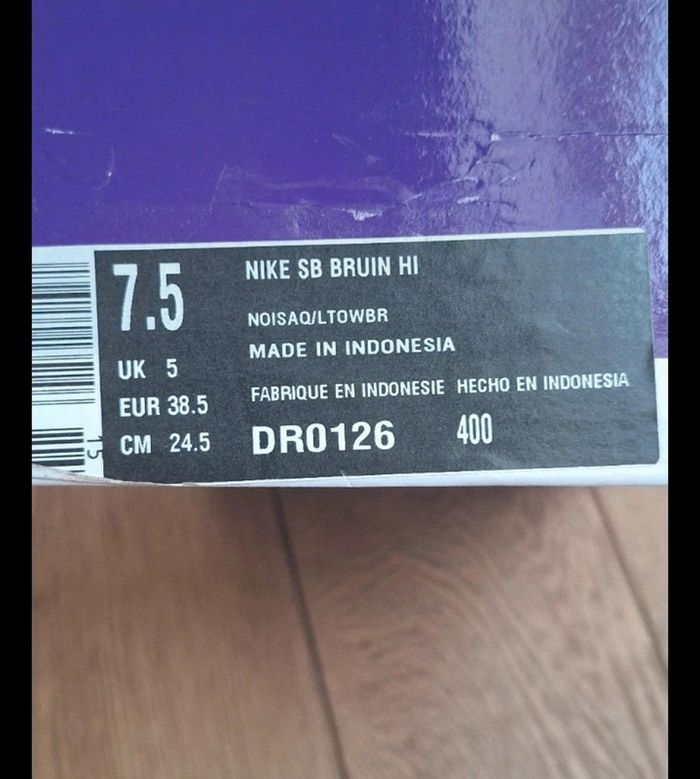 7.5
NIKE SB BRUIN HI
NOISAQ/LTOWBR
MADE IN INDONESIA
UK 5
FABRIQUE EN INDONESIE HECHO EN INDONESIA
EUR 38.5
CM 24.5
DR0126 400
15